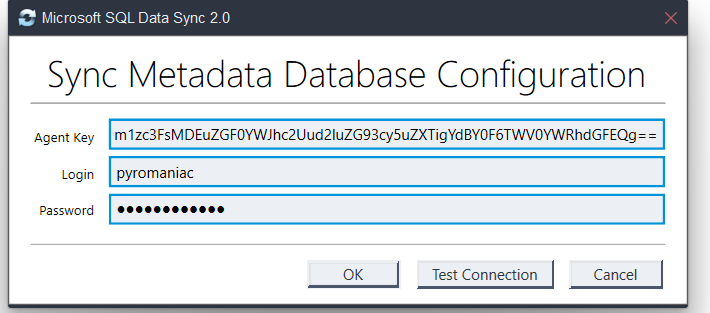 Microsoft SQL Data Sync 2.0
Sync Metadata Database Configuration
Agent Key
m1zc3FsMDEuZGF0YWJhc2Uud2luZG93cy5uZXTigYdBY0F6TWV0YWRhdGFEQg==
Login
pyromaniac
Password
●●●●●●●●●●●●
OK
Test Connection
Cancel